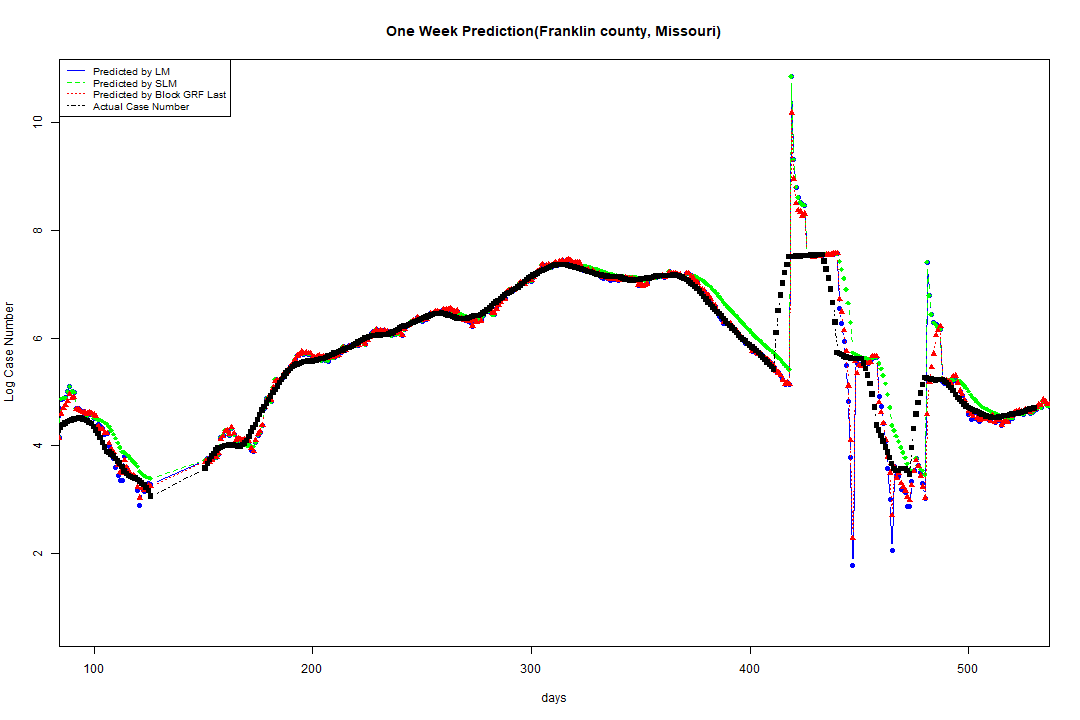 One Week Prediction(Franklin county, Missouri)
Predicted by LM
Predicted by SLM
Predicted by Block GRF Last
Actual Case Number
Log Case Number
10
8
6
4
2
100 200 300 400 500
days